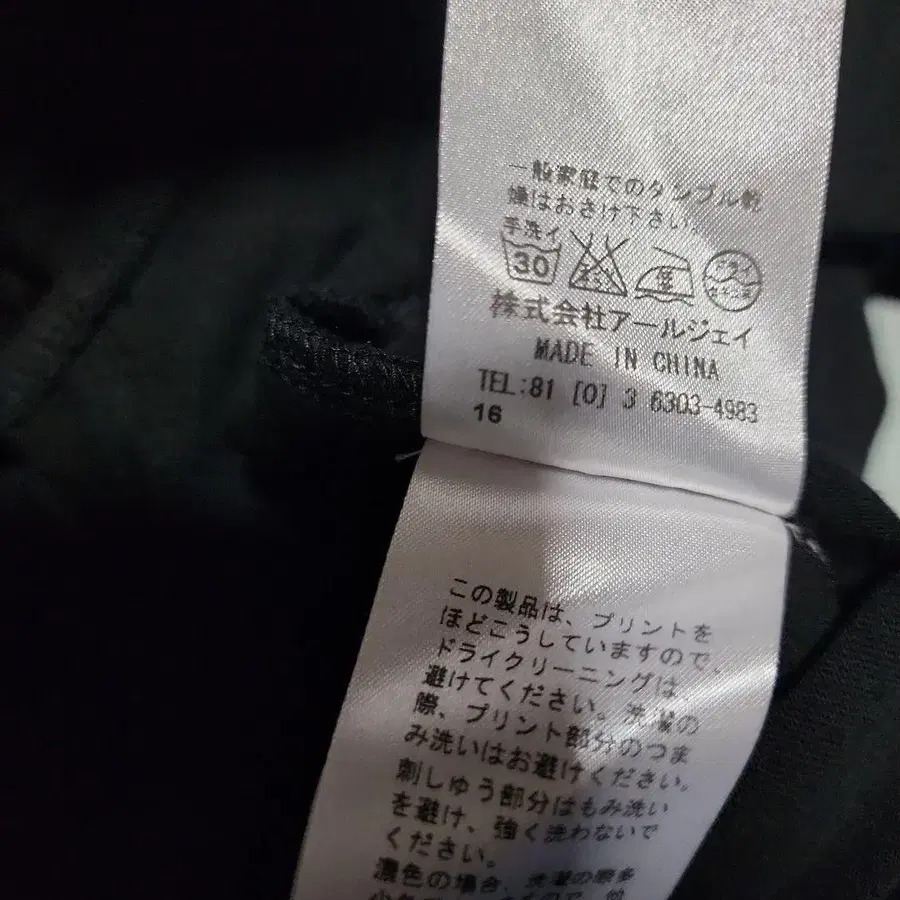 一般家庭でのタンブル乾
燥はおさけ下さい。
手洗イ
30
エンソ
ドライ
株式会社アールジェイ
MADE IN CHINA
TEL:81 [0] 3 6303-4983
16
この製品は、プリントを
ほどこしていますので、
ドライクリーニングは
避けてください。洗濯の
際、プリント部分のつま
み洗いはお避けください。
刺しゅう部分はもみ洗い
を避け、強く洗わないで
ください。
濃色の場合、洗濯の際多